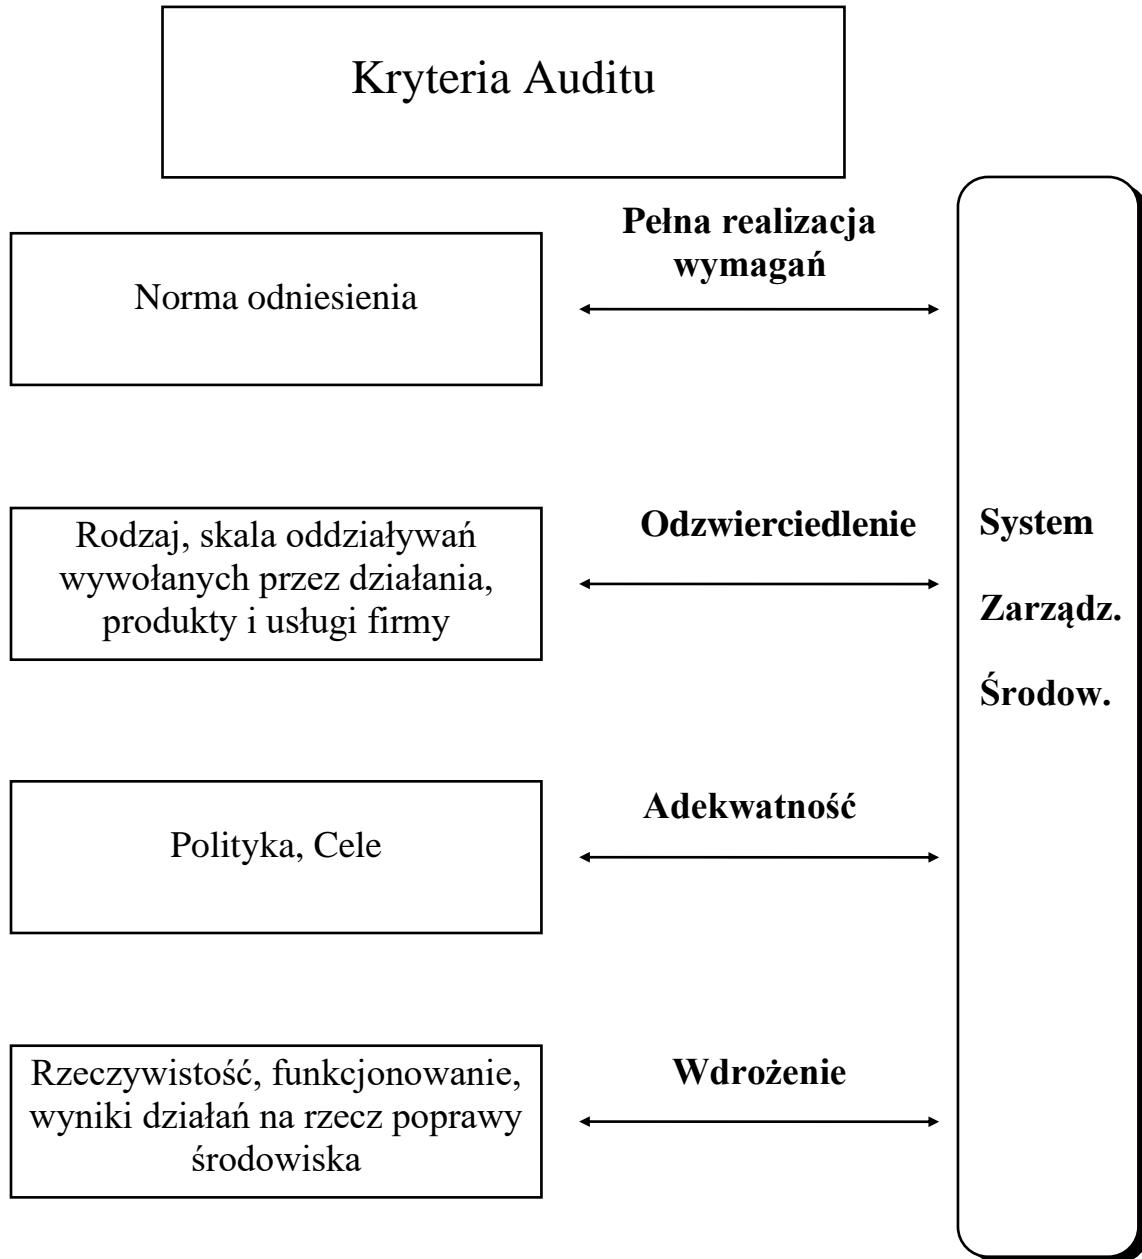 Kryteria Auditu
Pełna realizacja
wymagań
Norma odniesienia
Rodzaj, skala oddziaływań
wywołanych przez działania,
produkty i usługi firmy
Odzwierciedlenie
System
Zarządz.
Środow.
Polityka, Cele
Adekwatność
Rzeczywistość, funkcjonowanie,
wyniki działań na rzecz poprawy
środowiska
Wdrożenie